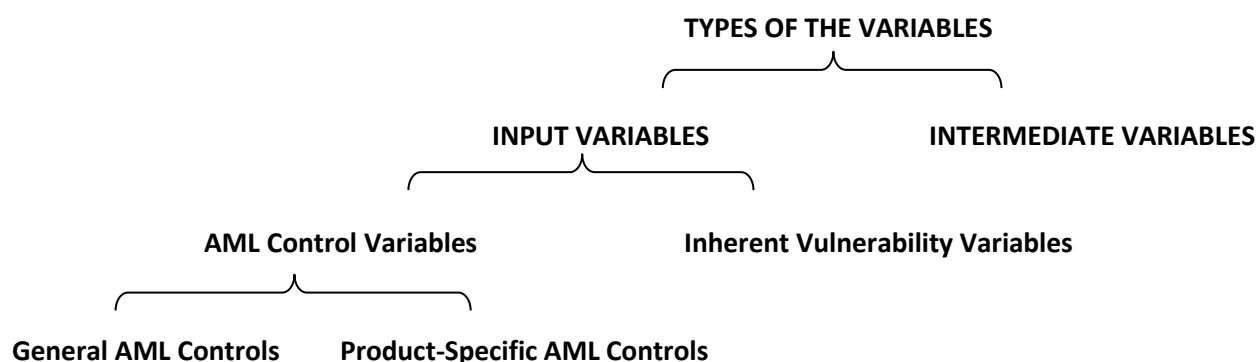 TYPES OF THE VARIABLES
INPUT VARIABLES INTERMEDIATE VARIABLES
AML Control Variables Inherent Vulnerability Variables
General AML Controls Product-Specific AML Controls